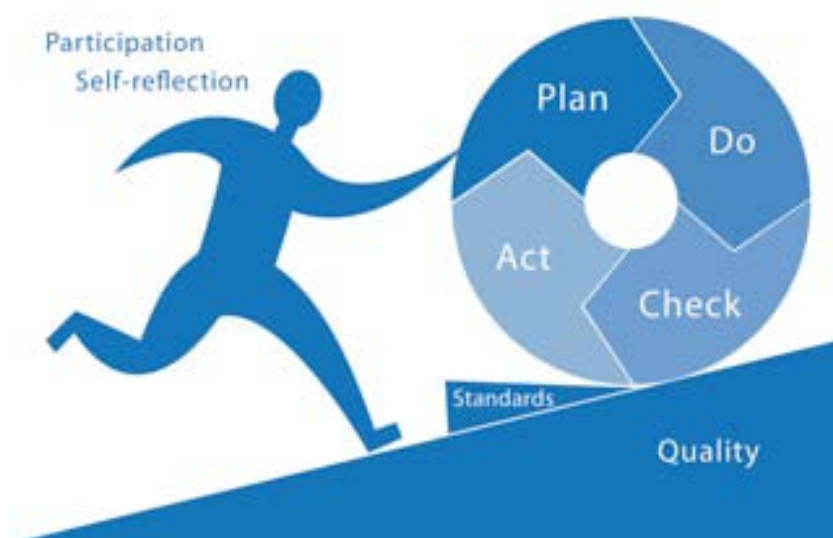 Participation
Self-reflection
Plan
Do
Act
Check
Standards
Quality